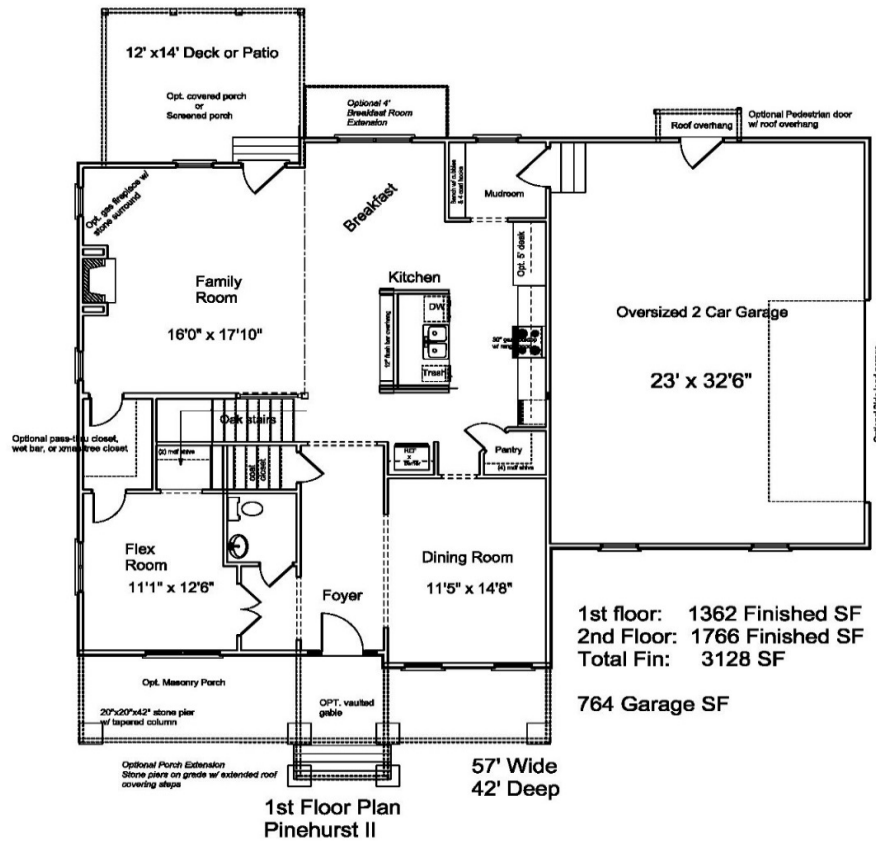 12' x14' Deck or Patio
Opt. covered porch
or
Screened porch
Optional 4'
Breakfast Room
Extension
Roof overhang
Optional Pedestrian door
w/ roof overhang
Opt. gas fireplace w/
stone surround
Breakfast
Mudroom
Opt. 5' desk
Family
Room
16'0" x 17'10"
Kitchen
DW
Trash
Oversized 2 Car Garage
23' x 32'6"
Oak stairs
Optional pass-thru closet,
wet bar, or xmas tree closet
coat
closet
Pantry
Flex
Room
11'1" x 12'6"
Foyer
Dining Room
11'5" x 14'8"
1st floor: 1362 Finished SF
2nd Floor: 1766 Finished SF
Total Fin: 3128 SF
764 Garage SF
Opt. Masonry Porch
20"x20"x42" stone pier
w/ tapered column
OPT. vaulted
gable
Optional Porch Extension
Stone piers on grade w/ extended roof
covering steps
57' Wide
42' Deep
1st Floor Plan
Pinehurst II